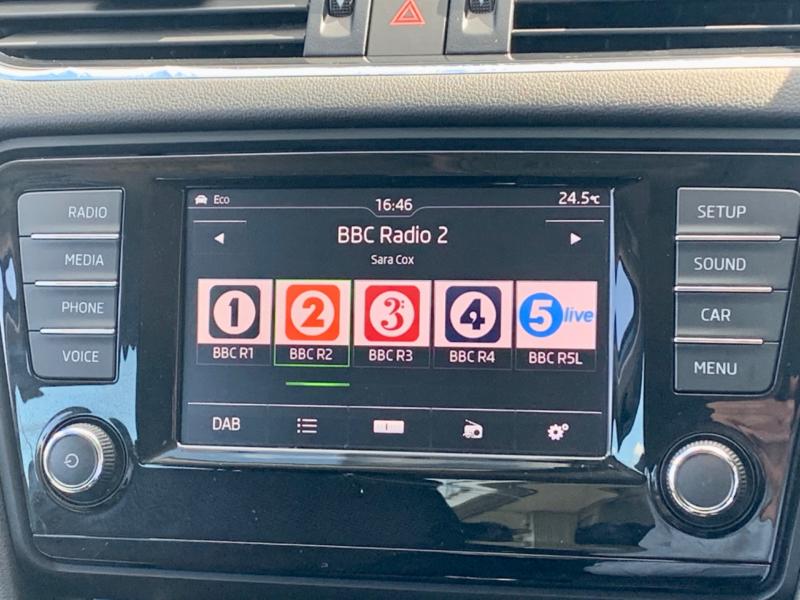 RADIO
MEDIA
PHONE
VOICE
Eco
16:46
24.5°C
BBC Radio 2
Sara Cox
1
2
3:
4
5 live
BBC R1
BBC R2
BBC R3
BBC R4
BBC R5L
DAB
SETUP
SOUND
CAR
MENU